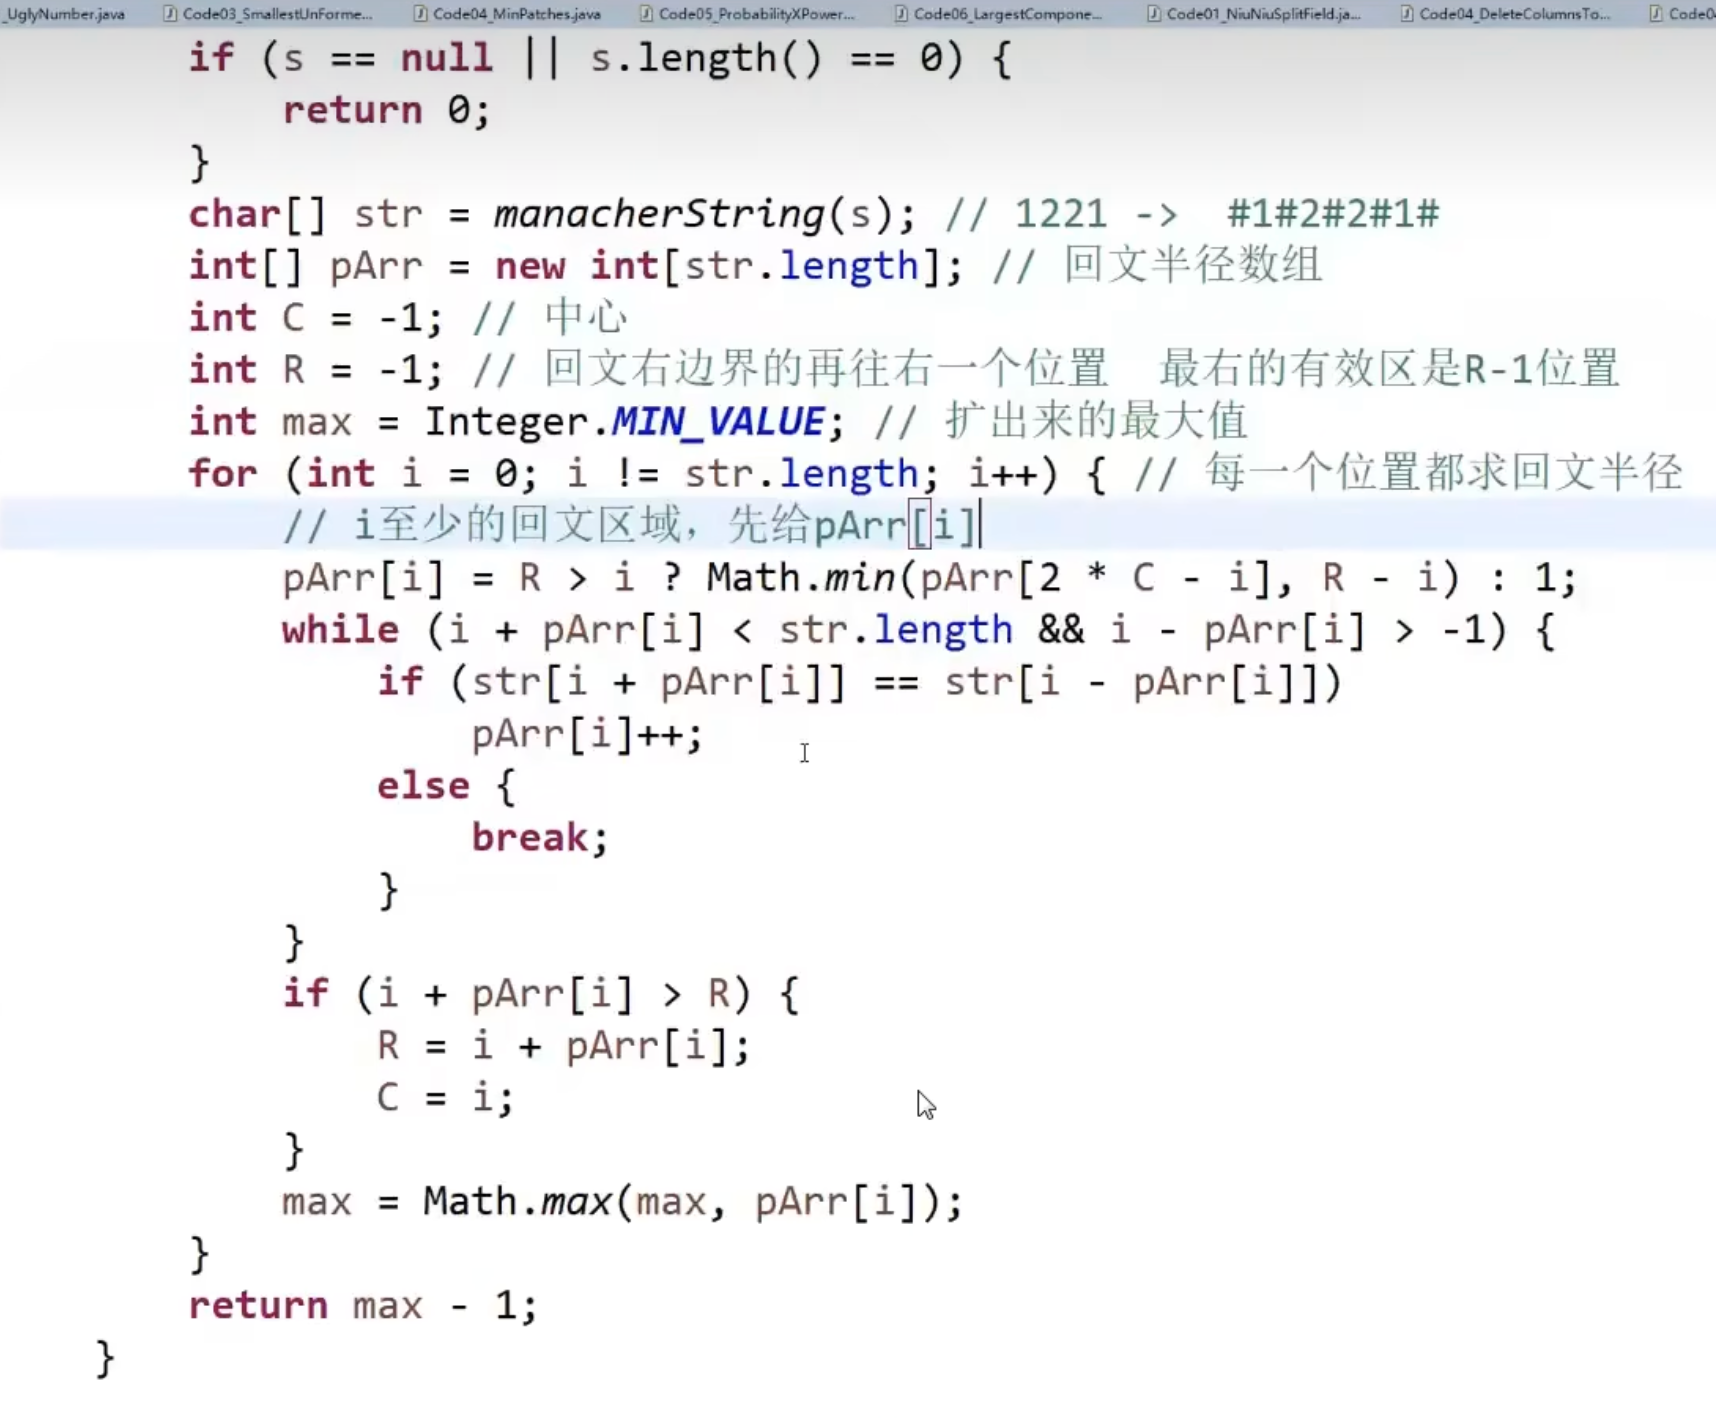 _UglyNumber.java Code03_SmallestUnForme... Code04_MinPatches.java Code05_ProbabilityXPower... Code06_LargestCompone... Code01_NiuNiuSplitField.ja... Code04_DeleteColumnsTo... Code0
if (s == null || s.length() == 0) {
return 0;
}
char[] str = manacherString(s); // 1221 -> #1#2#2#1#
int[] pArr = new int[str.length]; // 回文半径数组
int C = -1; // 中心
int R = -1; // 回文右边界的再往右一个位置 最右的有效区是R-1位置
int max = Integer.MIN_VALUE; // 扩出来的最大值
for (int i = 0; i != str.length; i++) { // 每一个位置都求回文半径
// i至少的回文区域，先给pArr[i]
pArr[i] = R > i ? Math.min(pArr[2 * C - i], R - i) : 1;
while (i + pArr[i] < str.length && i - pArr[i] > -1) {
if (str[i + pArr[i]] == str[i - pArr[i]])
pArr[i]++;
else {
break;
}
}
if (i + pArr[i] > R) {
R = i + pArr[i];
C = i;
}
max = Math.max(max, pArr[i]);
}
return max - 1;
}